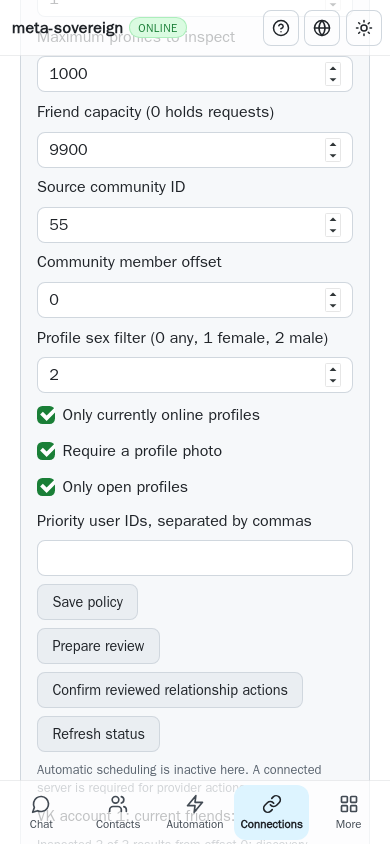 meta-sovereign ONLINE
Maximum profiles to inspect
1000
Friend capacity (0 holds requests)
9900
Source community ID
55
Community member offset
0
Profile sex filter (0 any, 1 female, 2 male)
2
Only currently online profiles
Require a profile photo
Only open profiles
Priority user IDs, separated by commas
Save policy
Prepare review
Confirm reviewed relationship actions
Refresh status
Automatic scheduling is inactive here. A connected
server is required for provider actions.
VK account 1: current friends:
Chat Contacts Automation Connections More